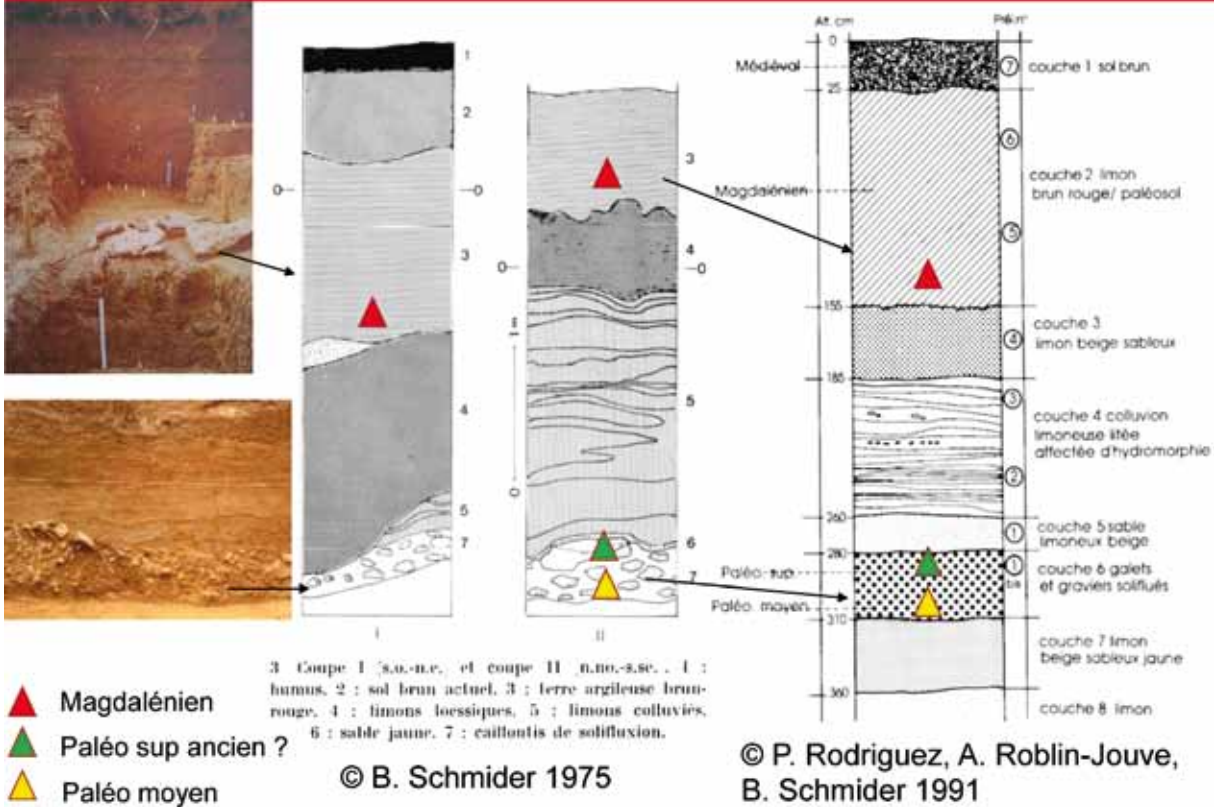 1
2
0
0
3
4
5
7
I
3
4
0
0
5
6
7
II
3 Coupe I (s.o.-n.e. et coupe II (n.no.-s.se. . 1 :
humus. 2 : sol brun actuel. 3 : terre argileuse brun-
rouge. 4 : limons loessiques. 5 : limons colluviés.
6 : sable jaune. 7 : cailloutis de solifluxion.
© B. Schmider 1975
Alt. cm
Pré.nt
0
Médiéval
7
couche 1 sol brun
25
6
couche 2 limon
brun rouge/ paléosol
Magdalénien
5
155
couche 3
limon beige sableux
4
185
3
couche 4 colluvion
limoneuse litée
affectée d'hydromorphie
2
260
1
couche 5 sable
limoneux beige
280
Paléo. sup.
1
bis
couche 6 galets
et graviers soliflués
Paléo. moyen
310
couche 7 limon
beige sableux jaune
360
couche 8 limon
© P. Rodriguez, A. Roblin-Jouve,
B. Schmider 1991
Magdalénien
Paléo sup ancien ?
Paléo moyen